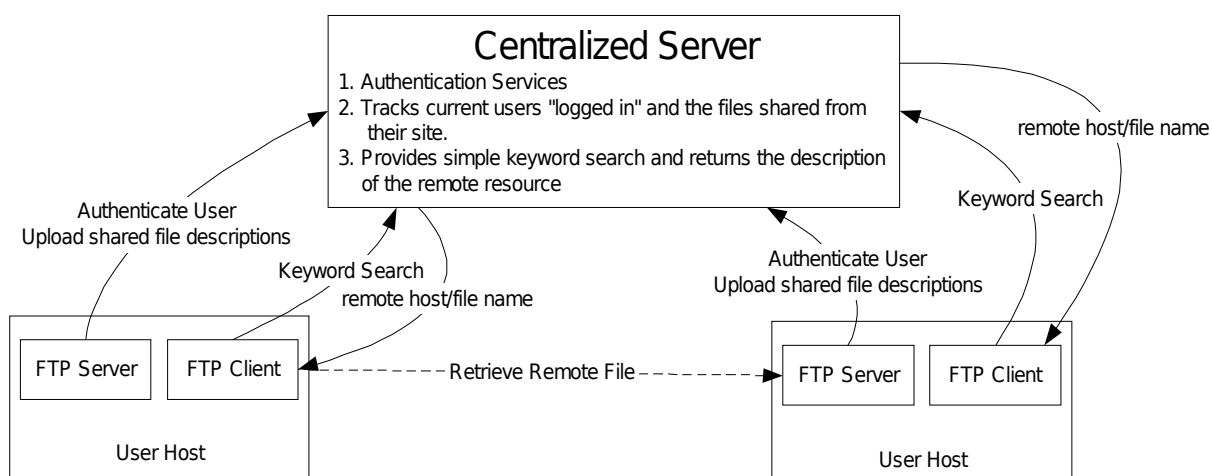 Centralized Server
1. Authentication Services
2. Tracks current users "logged in" and the files shared from
their site.
3. Provides simple keyword search and returns the description
of the remote resource
remote host/file name
Keyword Search
Authenticate User
Upload shared file descriptions
Keyword Search
remote host/file name
Authenticate User
Upload shared file descriptions
FTP Server
FTP Client
Retrieve Remote File
FTP Server
FTP Client
User Host
User Host